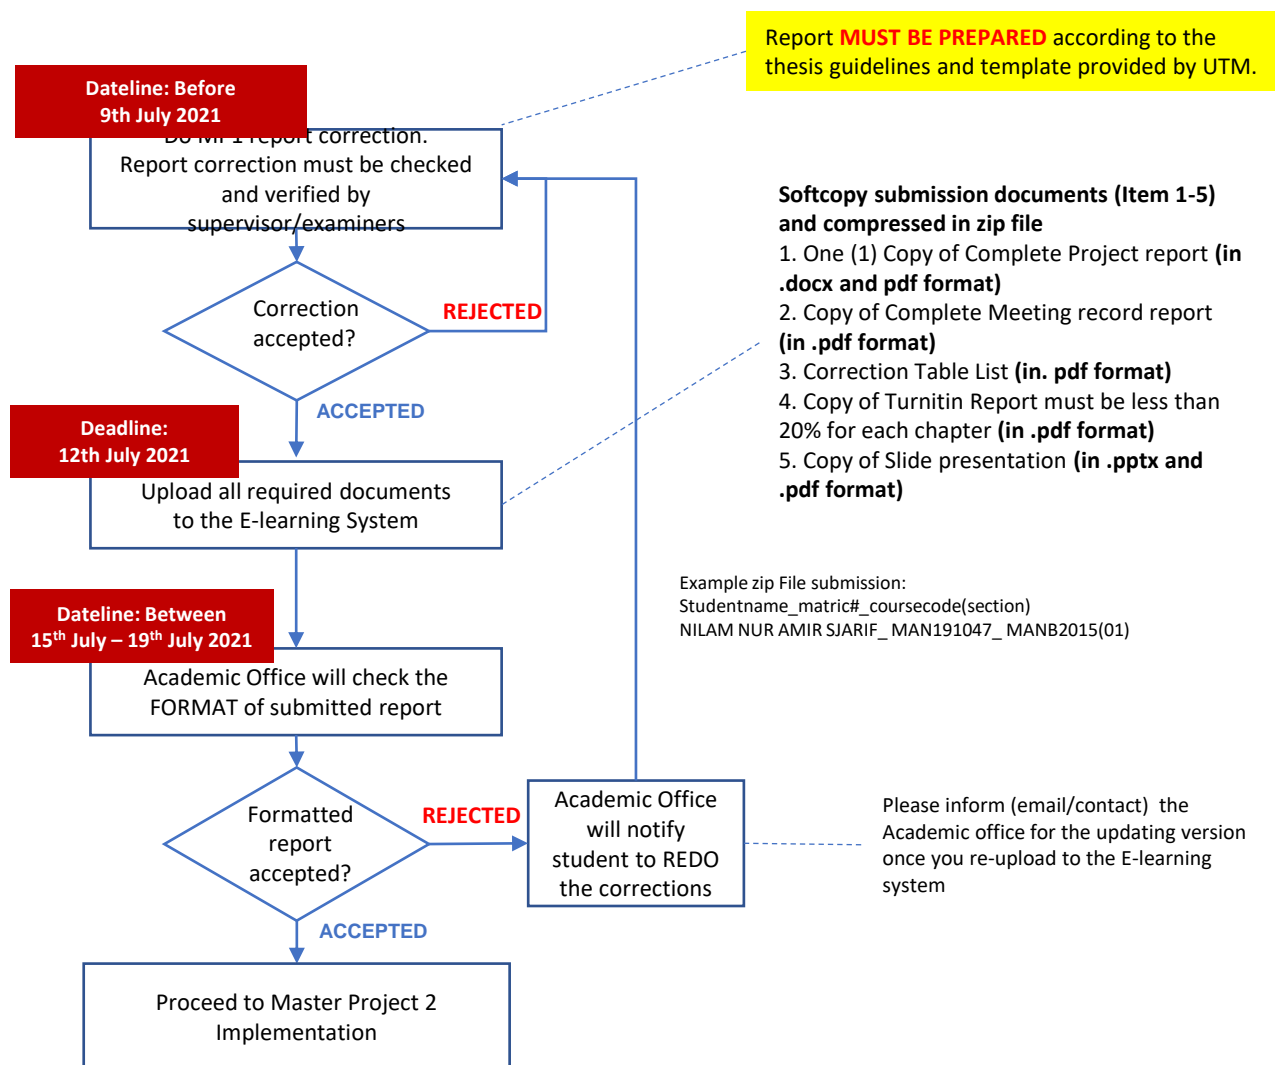 Report MUST BE PREPARED according to the
thesis guidelines and template provided by UTM.
Dateline: Before
9th July 2021
Do MP1 report correction.
Report correction must be checked
and verified by
supervisor/examiners
Correction
accepted?
REJECTED
ACCEPTED
Softcopy submission documents (Item 1-5)
and compressed in zip file
1. One (1) Copy of Complete Project report (in
.docx and pdf format)
2. Copy of Complete Meeting record report
(in .pdf format)
3. Correction Table List (in. pdf format)
4. Copy of Turnitin Report must be less than
20% for each chapter (in .pdf format)
5. Copy of Slide presentation (in .pptx and
.pdf format)
Deadline:
12th July 2021
Upload all required documents
to the E-learning System
Example zip File submission:
Studentname_matric#_coursecode(section)
NILAM NUR AMIR SJARIF_ MAN191047_ MANB2015(01)
Dateline: Between
15th July – 19th July 2021
Academic Office will check the
FORMAT of submitted report
Formatted
report
accepted?
REJECTED
ACCEPTED
Academic Office
will notify
student to REDO
the corrections
Please inform (email/contact)  the
Academic office for the updating version
once you re-upload to the E-learning
system
Proceed to Master Project 2
Implementation